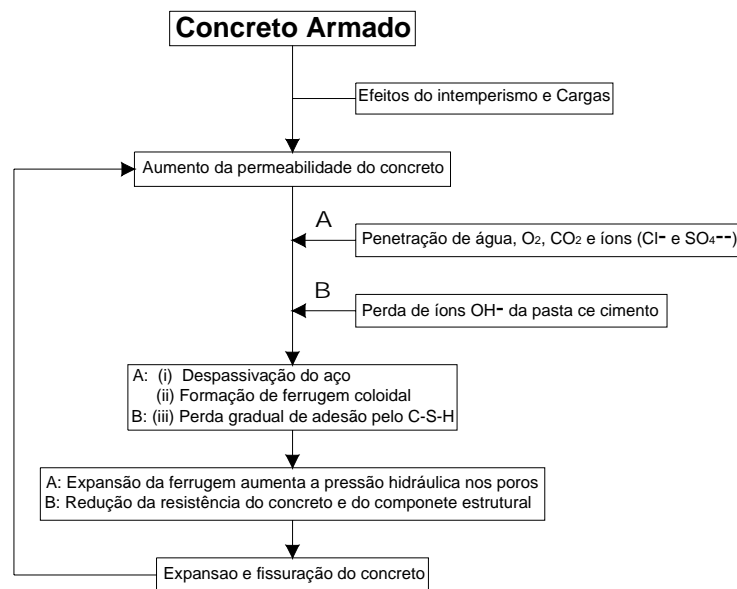 Concreto Armado
Efeitos do intemperismo e Cargas
Aumento da permeabilidade do concreto
A
Penetração de água, O₂, CO₂ e íons (Cl- e SO₄--)
B
Perda de íons OH- da pasta ce cimento
A: (i) Despassivação do aço
(ii) Formação de ferrugem coloidal
B: (iii) Perda gradual de adesão pelo C-S-H
A: Expansão da ferrugem aumenta a pressão hidráulica nos poros
B: Redução da resistência do concreto e do componete estrutural
Expansao e fissuração do concreto